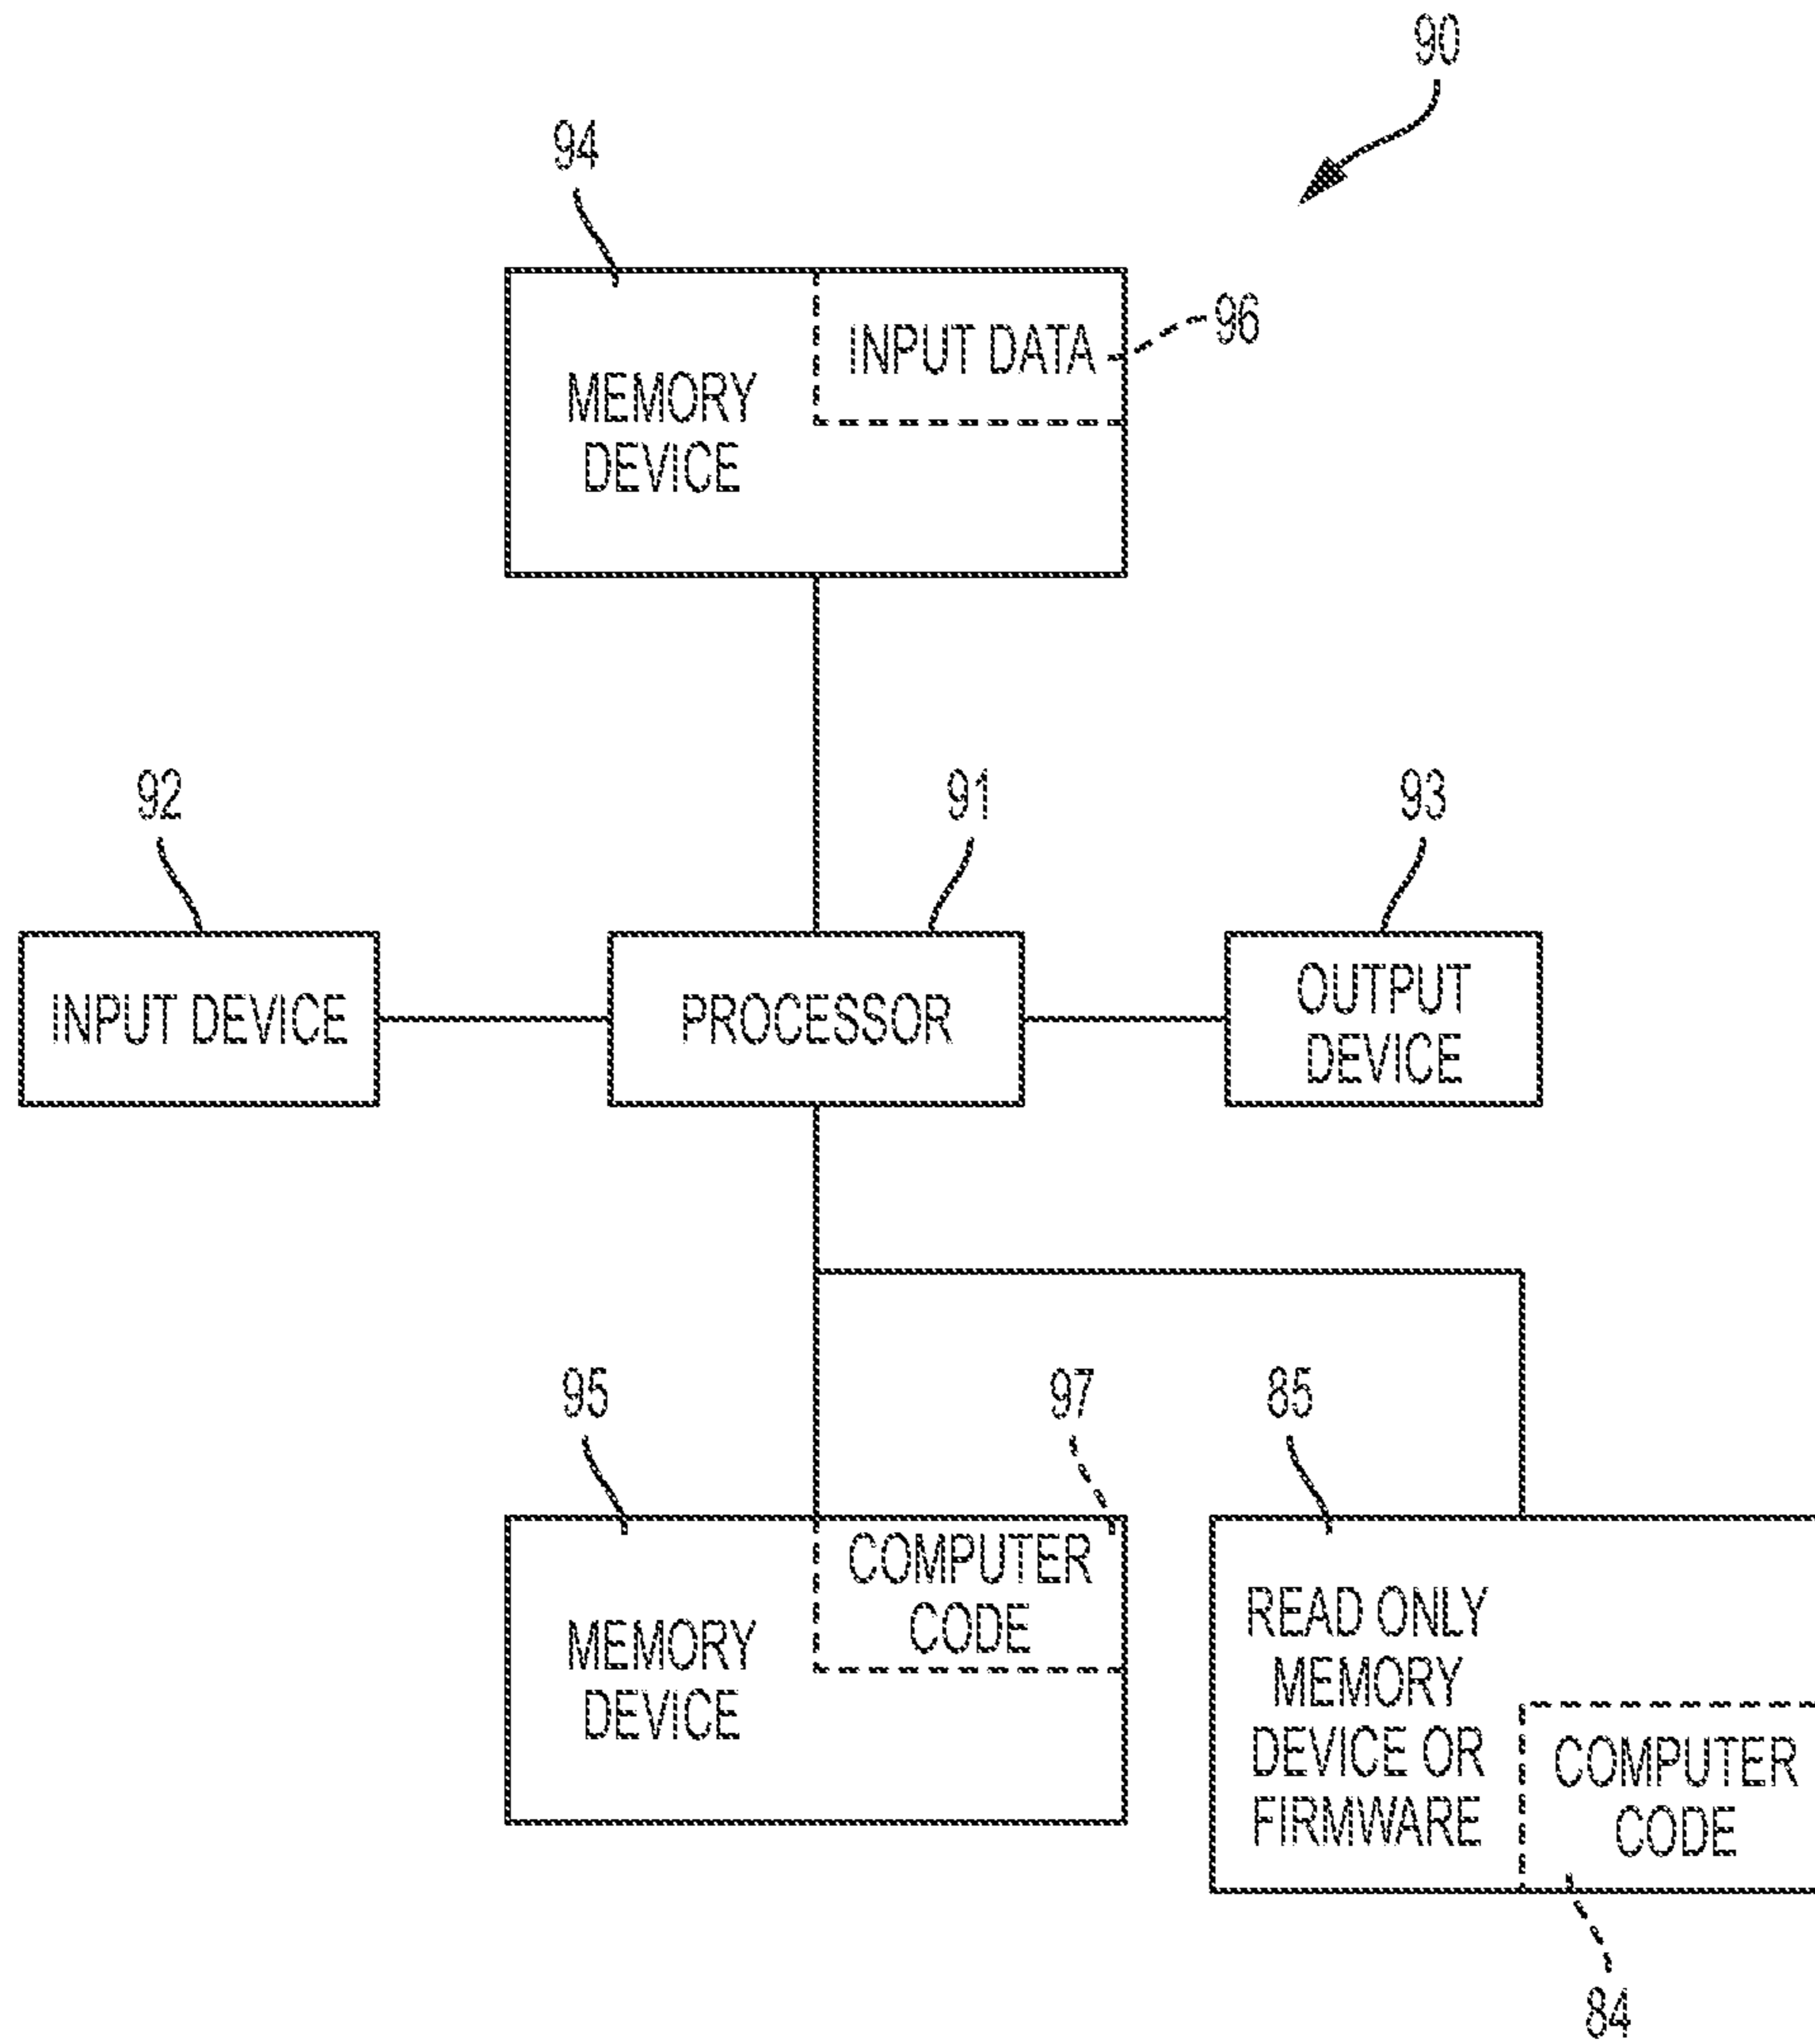 90
94
INPUT DATA
96
MEMORY
DEVICE
92
91
93
INPUT DEVICE
PROCESSOR
OUTPUT
DEVICE
95
97
85
COMPUTER
CODE
MEMORY
DEVICE
READ ONLY
MEMORY
DEVICE OR
FIRMWARE
COMPUTER
CODE
84